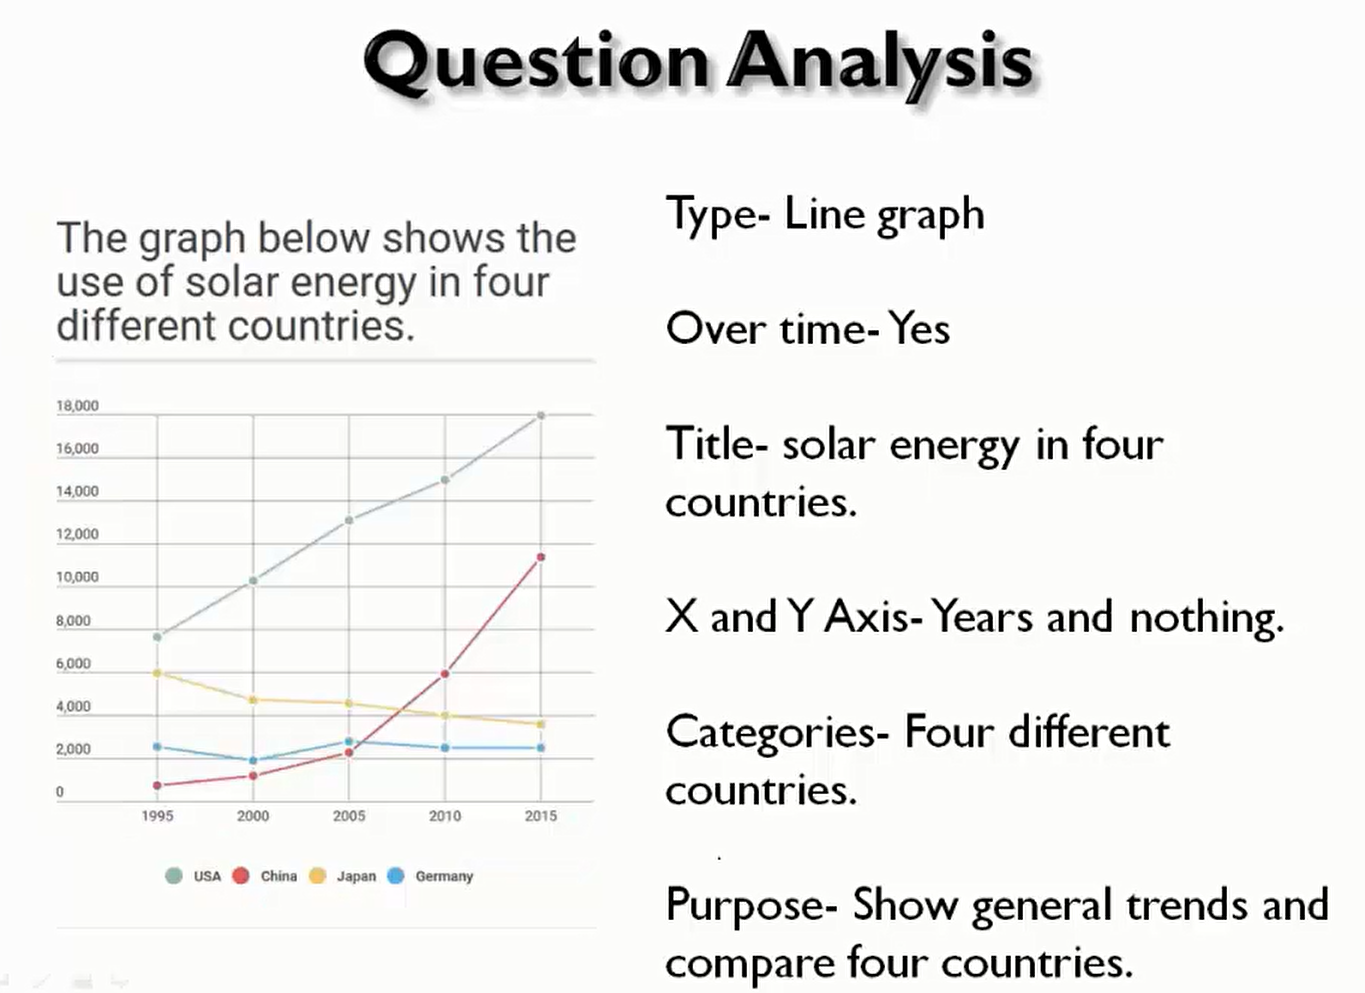 Question Analysis
The graph below shows the
use of solar energy in four
different countries.
18,000
16,000
14,000
12,000
10,000
8,000
6,000
4,000
2,000
0
1995 2000 2005 2010 2015
USA China Japan Germany
Type- Line graph
Over time- Yes
Title- solar energy in four
countries.
X and Y Axis- Years and nothing.
Categories- Four different
countries.
Purpose- Show general trends and
compare four countries.